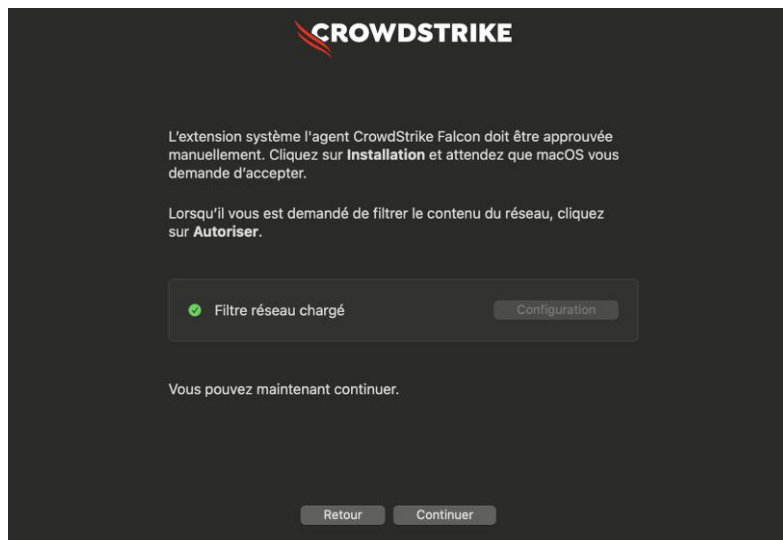 CROWDSTRIKE
L'extension système l'agent CrowdStrike Falcon doit être approuvée
manuellement. Cliquez sur Installation et attendez que macOS vous
demande d'accepter.
Lorsqu'il vous est demandé de filtrer le contenu du réseau, cliquez
sur Autoriser.
Filtre réseau chargé
Configuration
Vous pouvez maintenant continuer.
Retour
Continuer